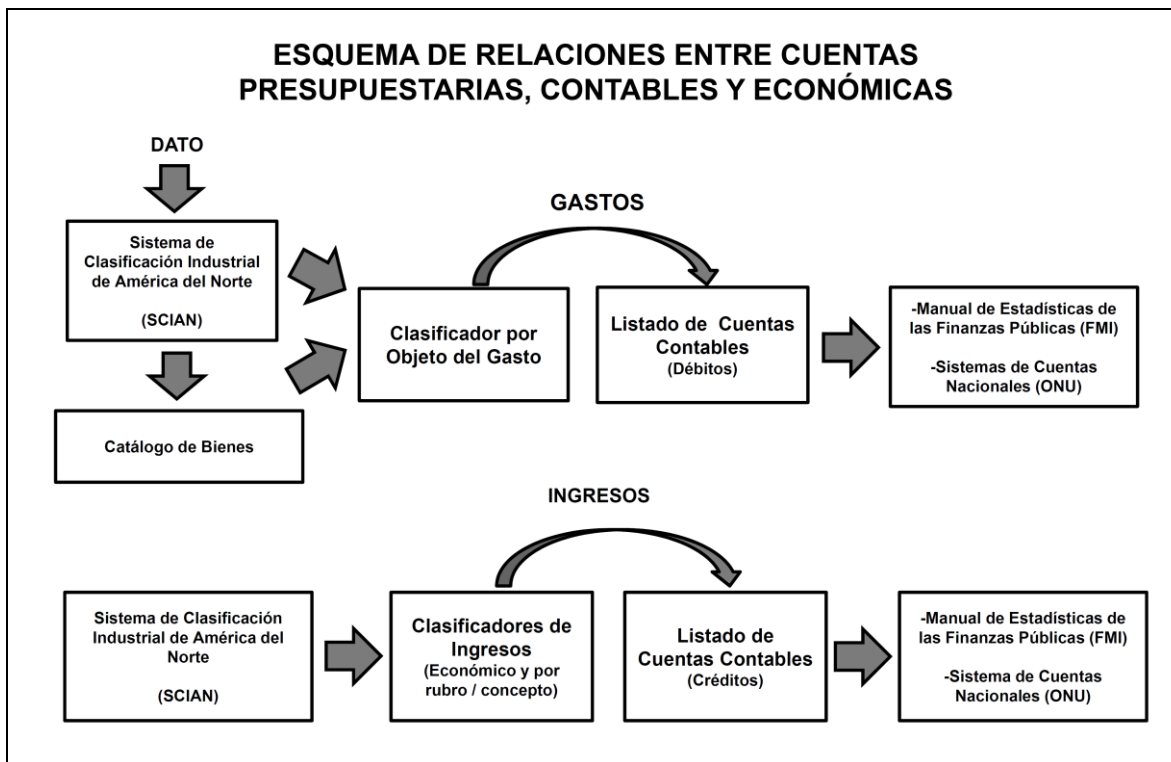 ESQUEMA DE RELACIONES ENTRE CUENTAS
PRESUPUESTARIAS, CONTABLES Y ECONÓMICAS
DATO
Sistema de
Clasificación Industrial
de América del Norte
(SCIAN)
Catálogo de Bienes
GASTOS
Clasificador por
Objeto del Gasto
Listado de Cuentas
Contables
(Débitos)
-Manual de Estadísticas de
las Finanzas Públicas (FMI)
-Sistemas de Cuentas
Nacionales (ONU)
INGRESOS
Sistema de Clasificación
Industrial de América del
Norte
(SCIAN)
Clasificadores de
Ingresos
(Económico y por
rubro / concepto)
Listado de
Cuentas Contables
(Créditos)
-Manual de Estadísticas de
las Finanzas Públicas (FMI)
-Sistema de Cuentas
Nacionales (ONU)